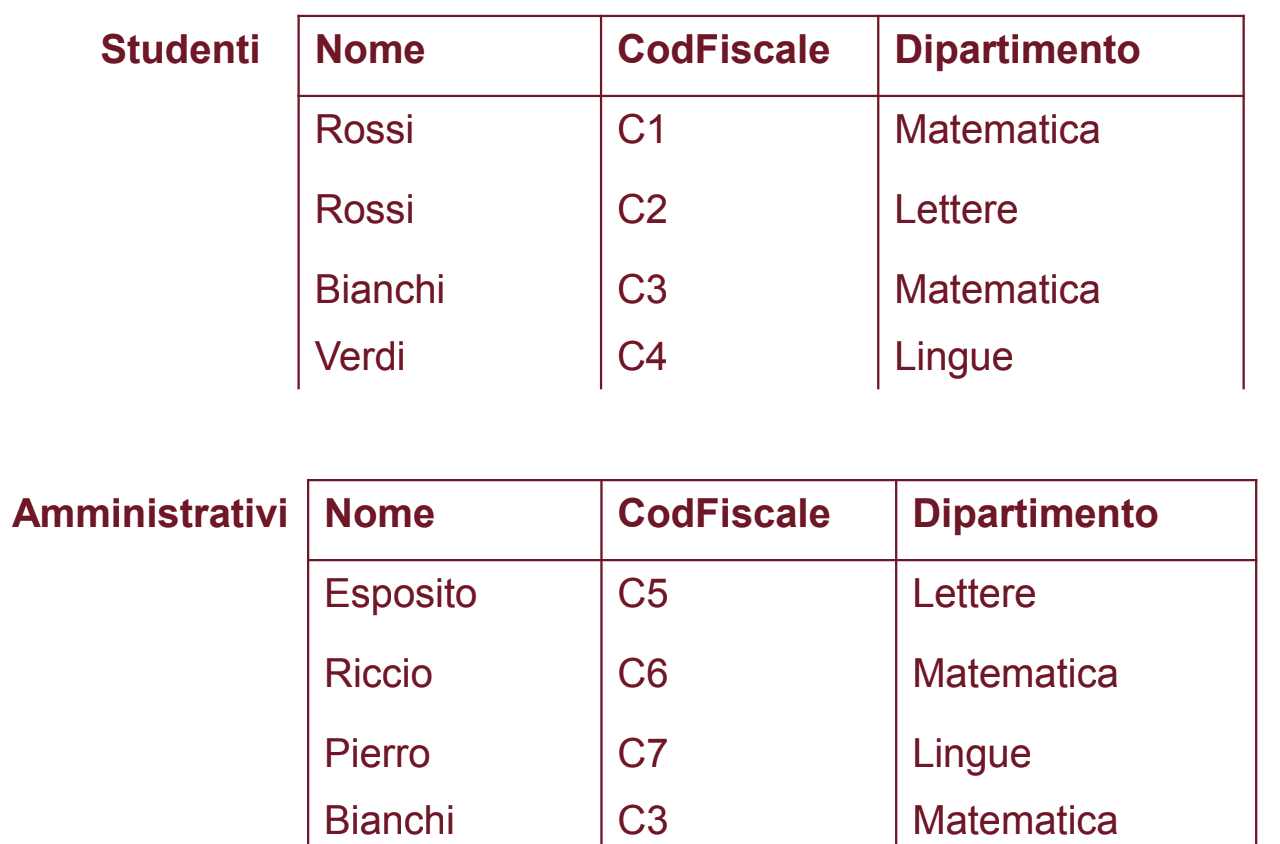 Studenti Nome CodFiscale Dipartimento
Rossi C1 Matematica
Rossi C2 Lettere
Bianchi C3 Matematica
Verdi C4 Lingue
Amministrativi Nome CodFiscale Dipartimento
Esposito C5 Lettere
Riccio C6 Matematica
Pierro C7 Lingue
Bianchi C3 Matematica